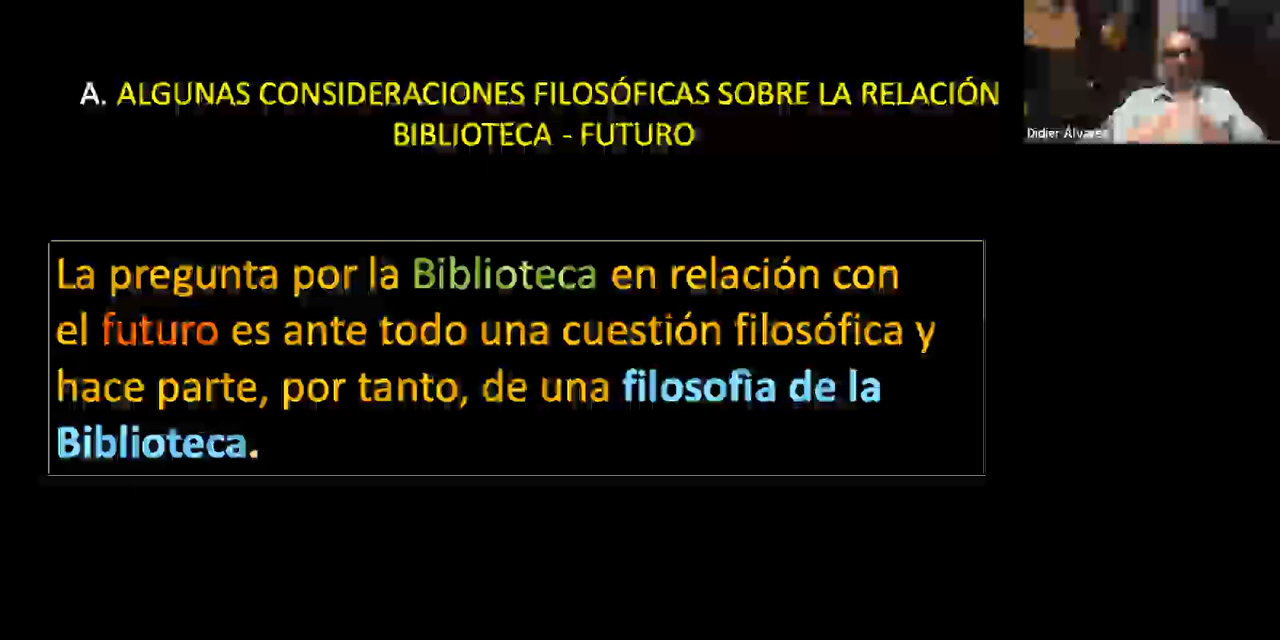 A. ALGUNAS CONSIDERACIONES FILOSÓFICAS SOBRE LA RELACIÓN
BIBLIOTECA - FUTURO
Didier Álvarez
La pregunta por la Biblioteca en relación con
el futuro es ante todo una cuestión filosófica y
hace parte, por tanto, de una filosofia de la
Biblioteca.